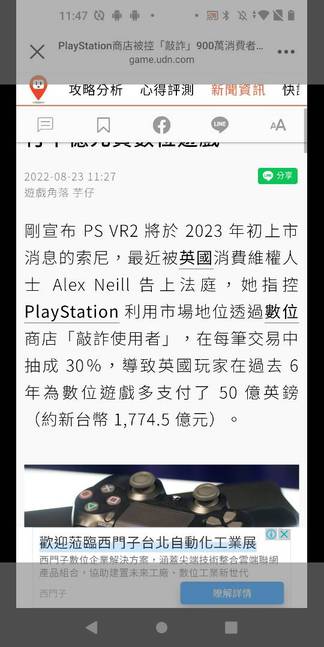 11:47
PlayStation商店被控「敲詐」900萬消費者...
game.udn.com
攻略分析 心得評測 新聞資訊 快
LINE
AA
2022-08-23 11:27
分享
遊戲角落 芋仔
剛宣布 PS VR2 將於 2023 年初上市
消息的索尼，最近被英國消費維權人
士 Alex Neill 告上法庭，她指控
PlayStation 利用市場地位透過數位
商店「敲詐使用者」，在每筆交易中
抽成 30%，導致英國玩家在過去 6
年為數位遊戲多支付了 50 億英鎊
（約新台幣 1,774.5 億元）。
歡迎蒞臨西門子台北自動化工業展
西門子數位企業解決方案，涵蓋尖端技術整合雲端聯網
產品組合，協助建置未來工廠、數位工業新世代
西門子
瞭解詳情